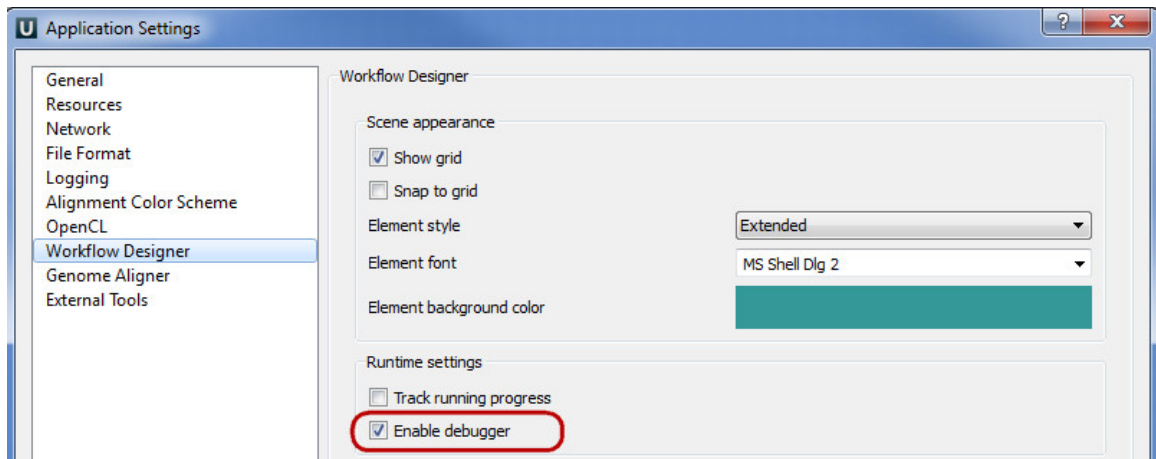 U Application Settings
?
X
General
Resources
Network
File Format
Logging
Alignment Color Scheme
OpenCL
Workflow Designer
Genome Aligner
External Tools
Workflow Designer
Scene appearance
Show grid
Snap to grid
Element style
Extended
Element font
MS Shell Dlg 2
Element background color
Runtime settings
Track running progress
Enable debugger